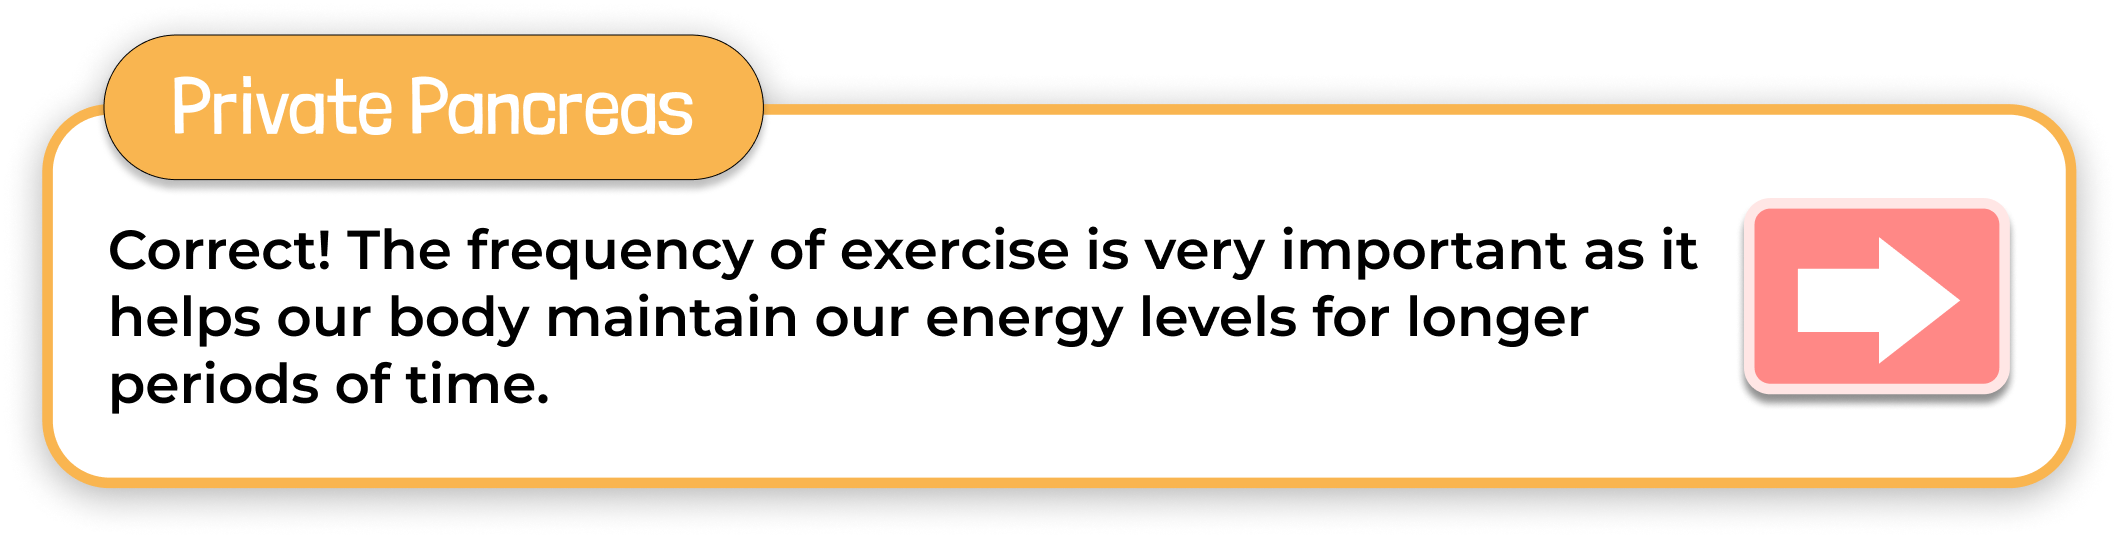 Private Pancreas
Correct! The frequency of exercise is very important as it
helps our body maintain our energy levels for longer
periods of time.